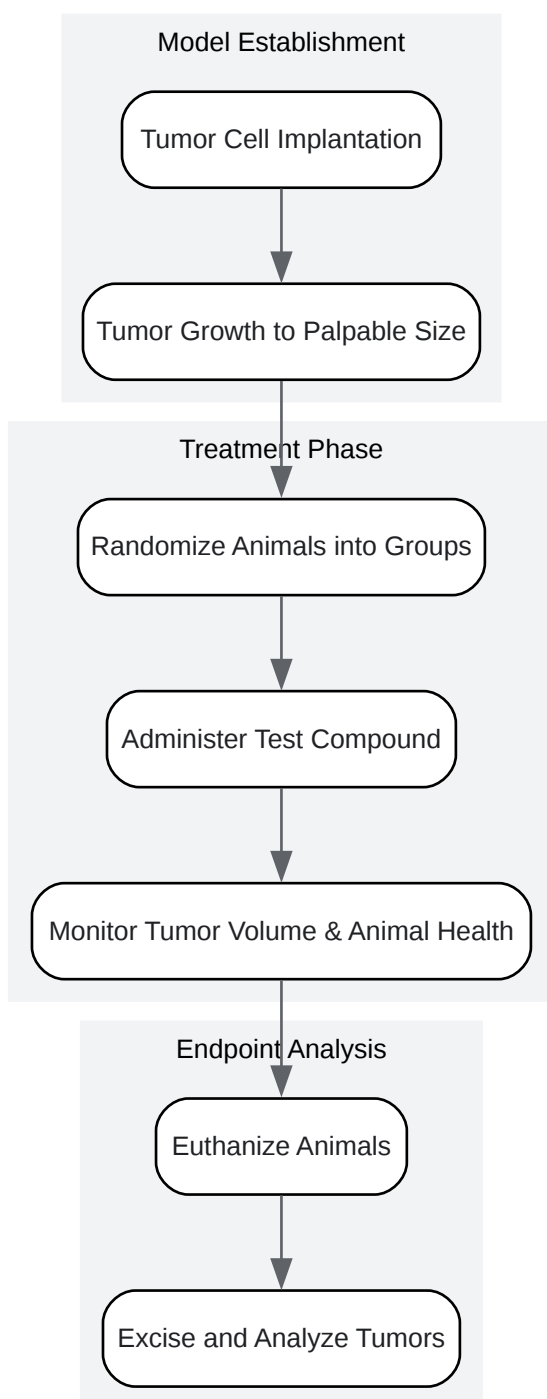 Model Establishment
Tumor Cell Implantation
Tumor Growth to Palpable Size
Treatment Phase
Randomize Animals into Groups
Administer Test Compound
Monitor Tumor Volume & Animal Health
Endpoint Analysis
Euthanize Animals
Excise and Analyze Tumors